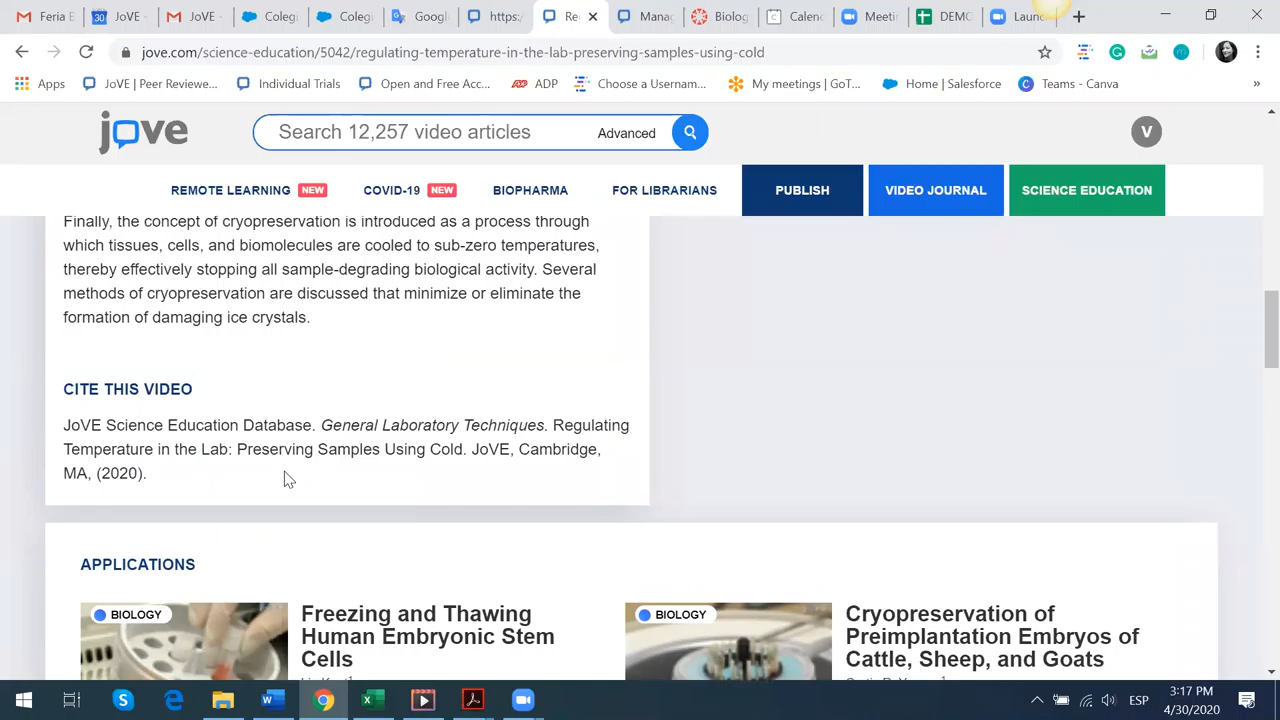 Feria E
JoVE -
JoVE -
Colegi
Colegi
Googl
https:/
Re
Manag
Biolog
Calenc
Meetir
DEMC
Launc
jove.com/science-education/5042/regulating-temperature-in-the-lab-preserving-samples-using-cold
Apps
JoVE | Peer Reviewe...
Individual Trials
Open and Free Acc...
ADP
Choose a Usernam...
My meetings | GoT...
Home | Salesforce
Teams - Canva
»
jove
Search 12,257 video articles
Advanced
V
REMOTE LEARNING NEW
COVID-19 NEW
BIOPHARMA
FOR LIBRARIANS
PUBLISH
VIDEO JOURNAL
SCIENCE EDUCATION
Finally, the concept of cryopreservation is introduced as a process through
which tissues, cells, and biomolecules are cooled to sub-zero temperatures,
thereby effectively stopping all sample-degrading biological activity. Several
methods of cryopreservation are discussed that minimize or eliminate the
formation of damaging ice crystals.
CITE THIS VIDEO
JoVE Science Education Database. General Laboratory Techniques. Regulating
Temperature in the Lab: Preserving Samples Using Cold. JoVE, Cambridge,
MA, (2020).
APPLICATIONS
BIOLOGY
Freezing and Thawing
Human Embryonic Stem
Cells
BIOLOGY
Cryopreservation of
Preimplantation Embryos of
Cattle, Sheep, and Goats
ESP
3:17 PM
4/30/2020